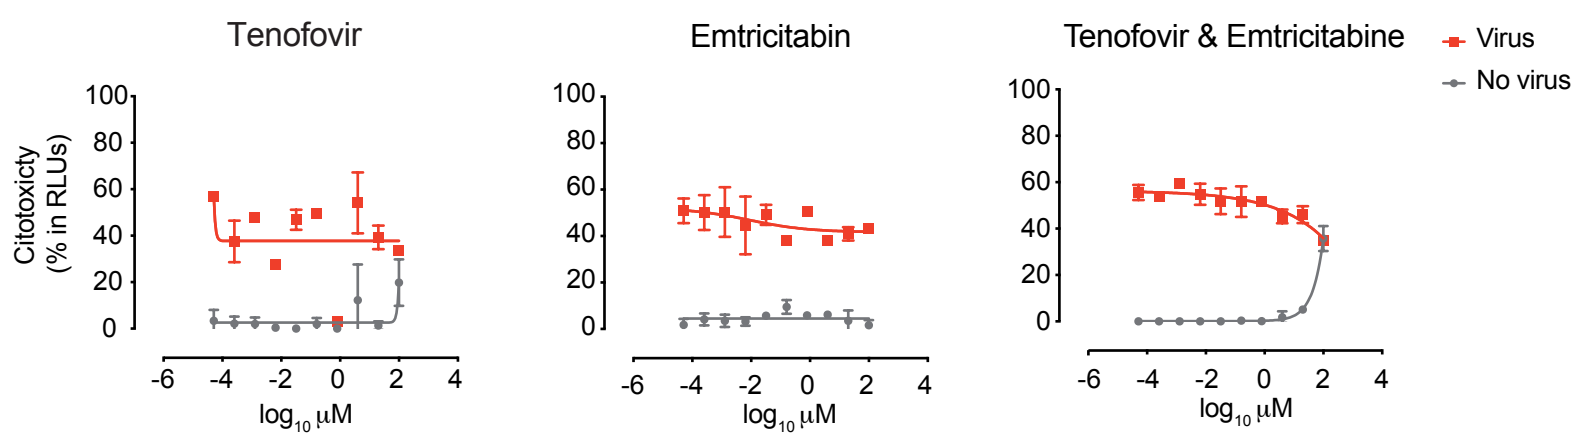 Tenofovir
Emtricitabin
Tenofovir & Emtricitabine
Virus
No virus
Citotoxicty
(% in RLUs)
100
80
60
40
20
0
-6 -4 -2 0 2 4
log10 μM
100
80
60
40
20
0
-6 -4 -2 0 2 4
log10 μM
100
80
60
40
20
0
-6 -4 -2 0 2 4
log10 μM